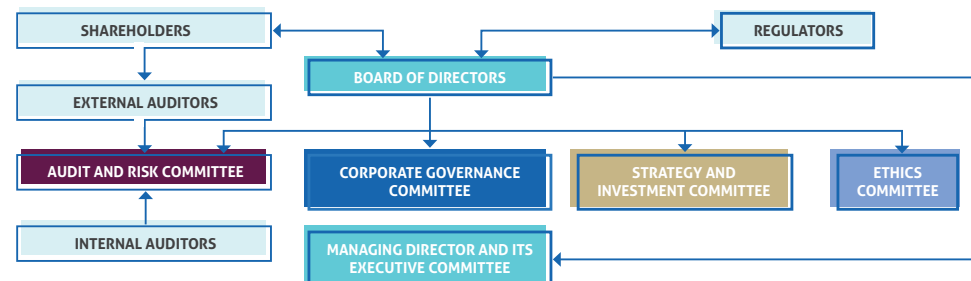 SHAREHOLDERS
REGULATORS
BOARD OF DIRECTORS
EXTERNAL AUDITORS
AUDIT AND RISK COMMITTEE
CORPORATE GOVERNANCE
COMMITTEE
STRATEGY AND
INVESTMENT COMMITTEE
ETHICS
COMMITTEE
INTERNAL AUDITORS
MANAGING DIRECTOR AND ITS
EXECUTIVE COMMITTEE